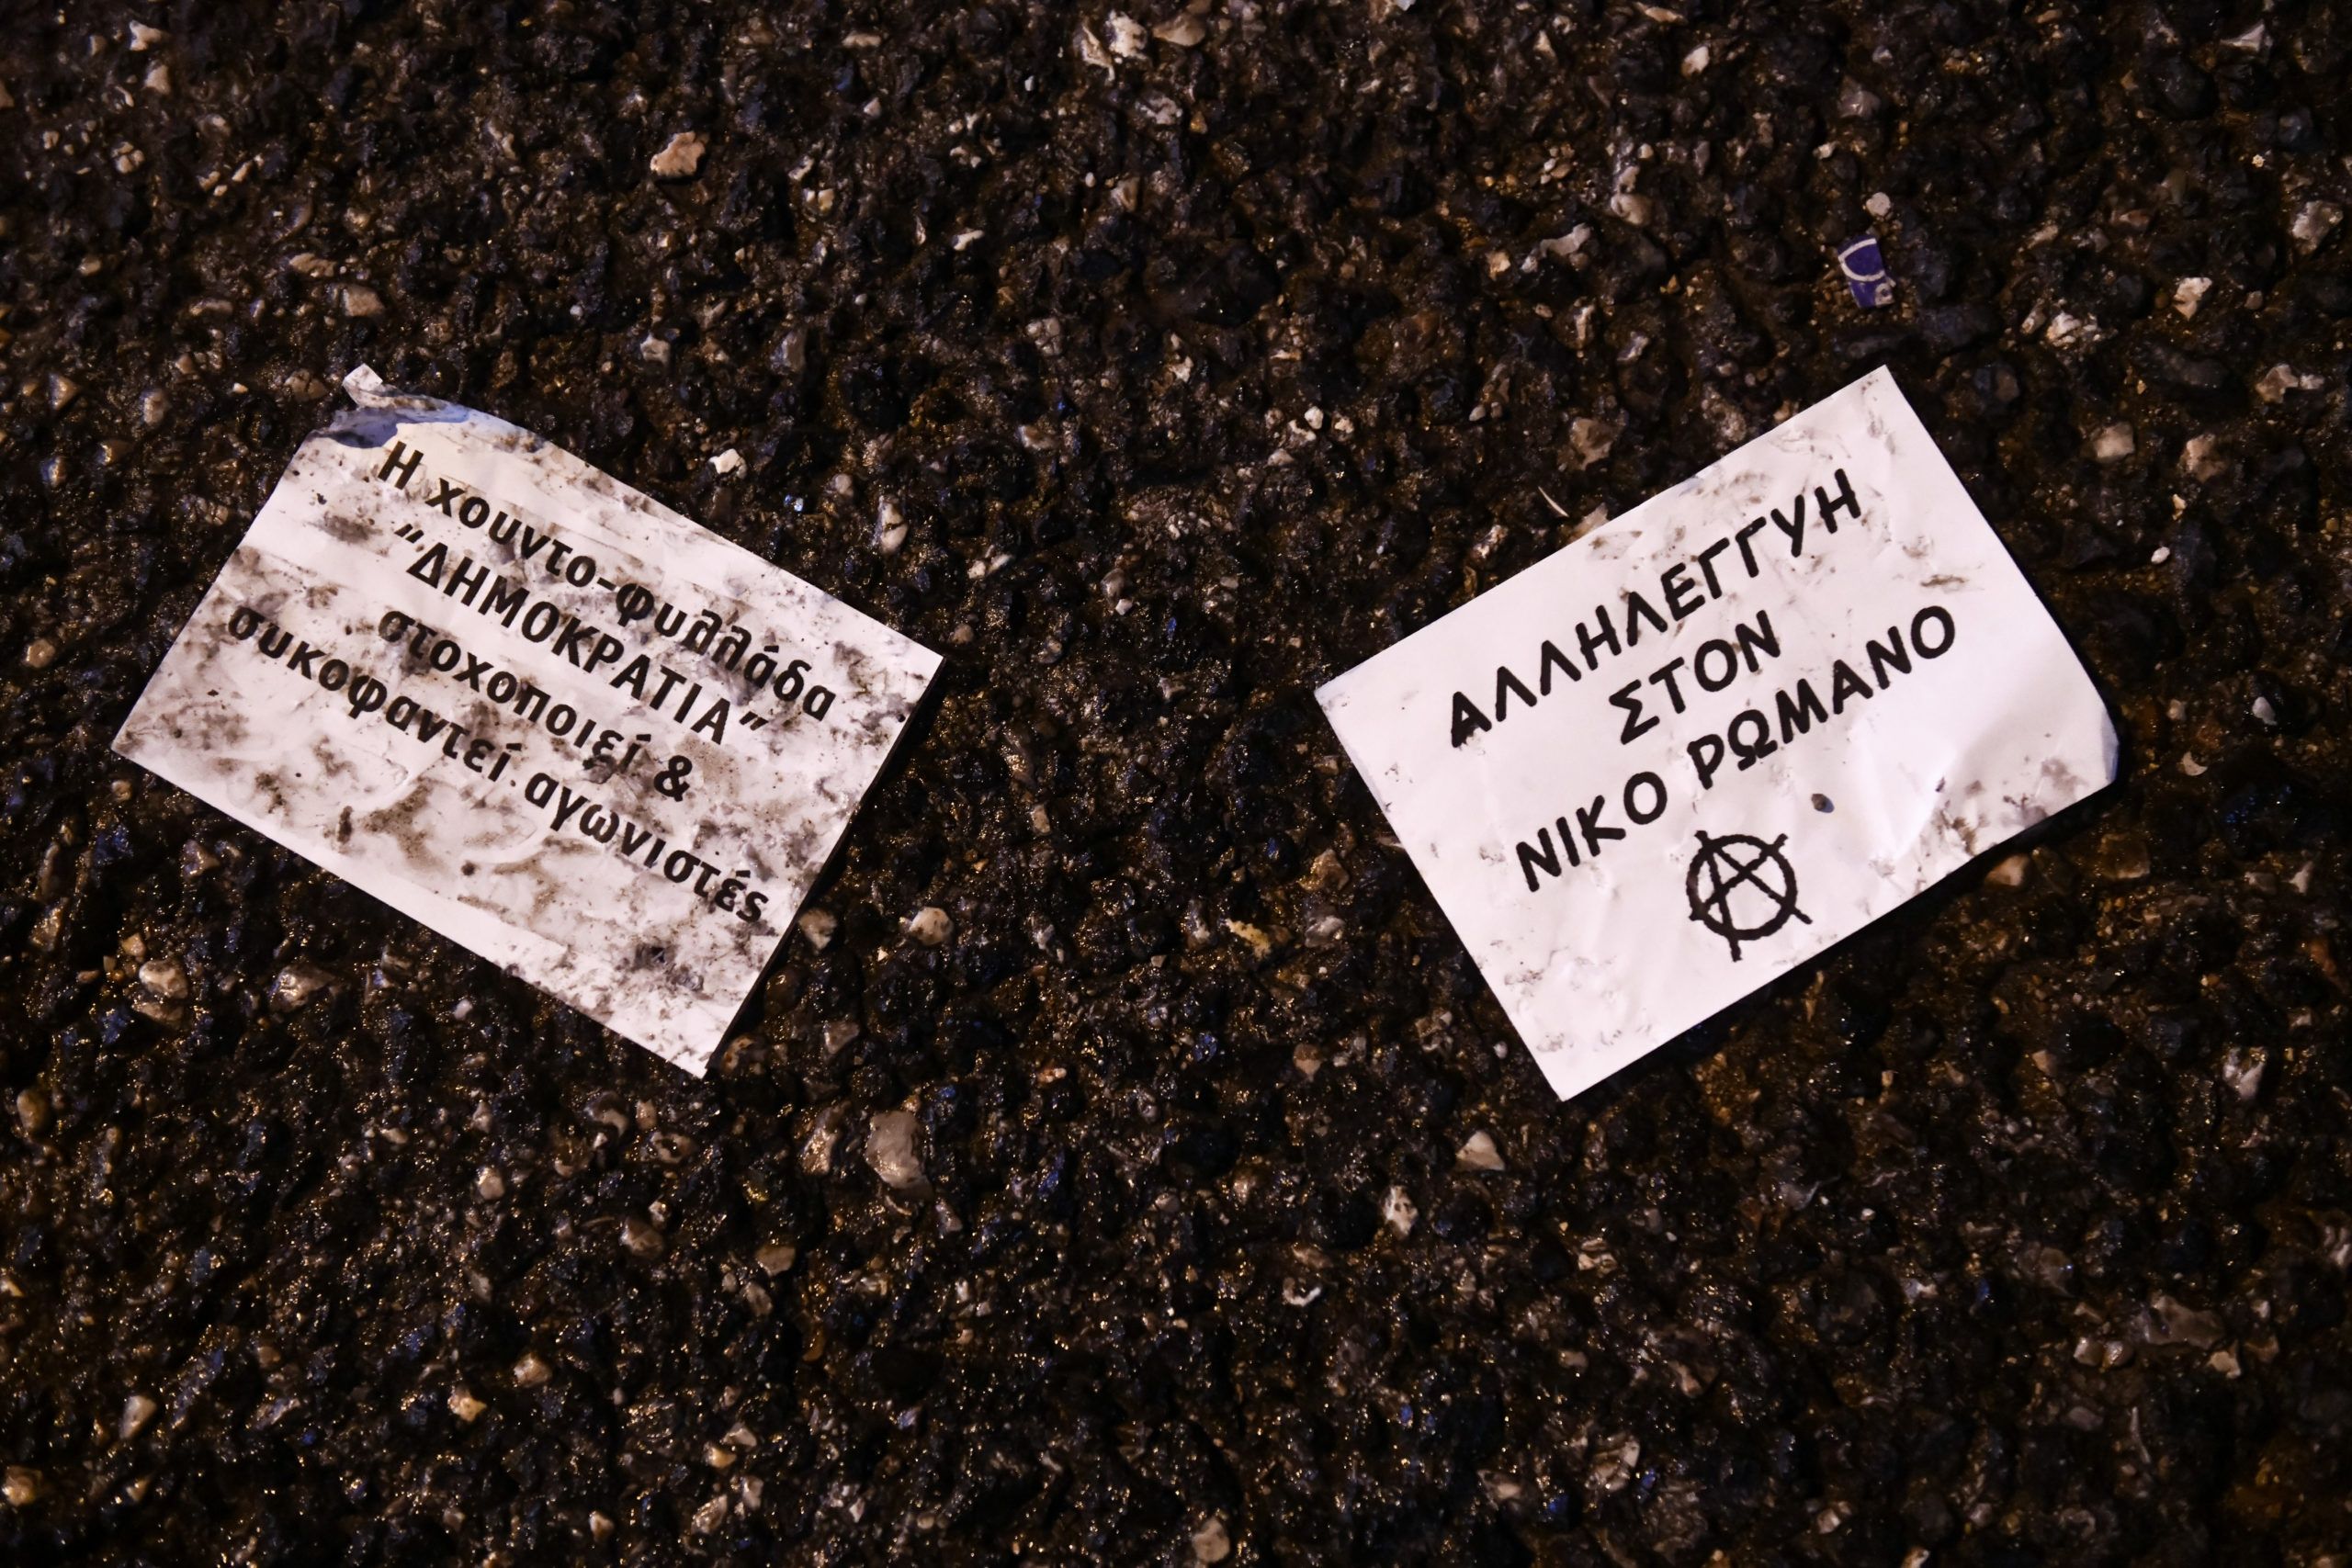 Η χουντο-φυλλάδα
"ΔΗΜΟΚΡΑΤΙΑ"
στοχοποιεί &
συκοφαντεί αγωνιστές
ΑΛΛΗΛΕΓΓΥΗ
ΣΤΟΝ
ΝΙΚΟ ΡΩΜΑΝΟ